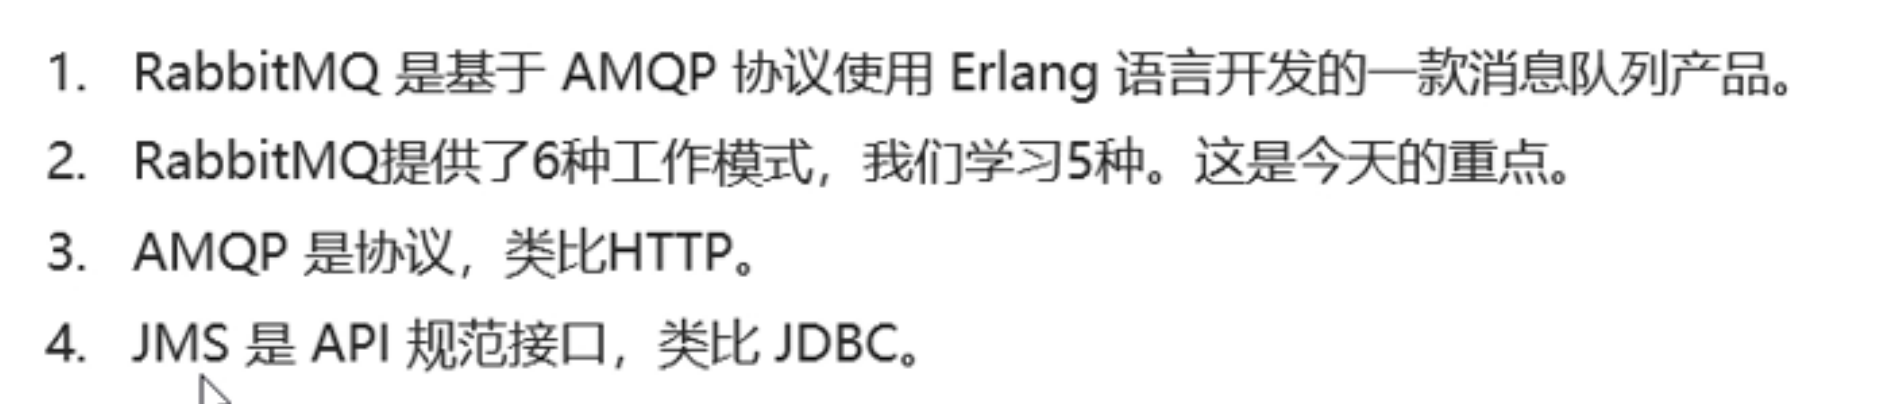 1. RabbitMQ 是基于 AMQP 协议使用 Erlang 语言开发的一款消息队列产品。
2. RabbitMQ提供了6种工作模式，我们学习5种。这是今天的重点。
3. AMQP 是协议，类比HTTP。
4. JMS 是 API 规范接口，类比 JDBC。